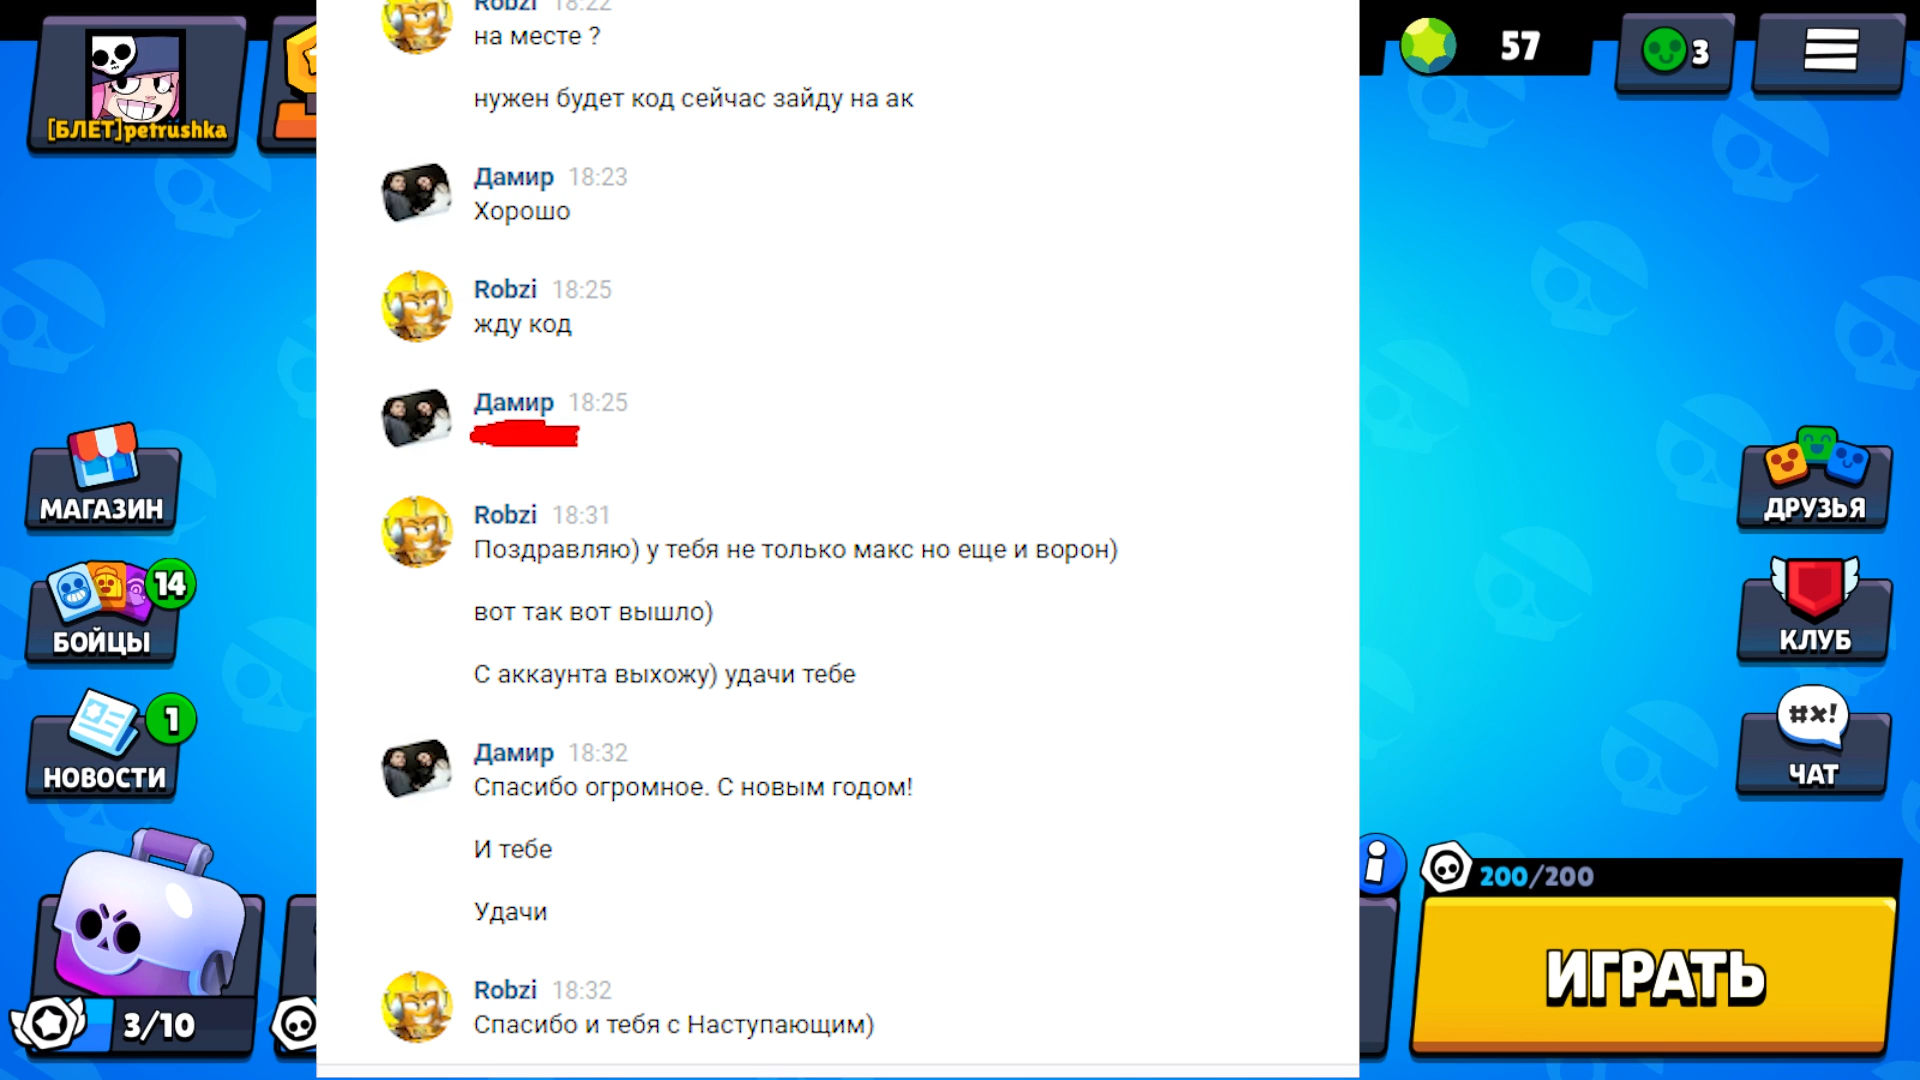 Robzi 18:22
на месте ?
нужен будет код сейчас зайду на ак
Дамир 18:23
Хорошо
Robzi 18:25
жду код
Дамир 18:25
Robzi 18:31
Поздравляю) у тебя не только макс но еще и ворон)
вот так вот вышло)
С аккаунта выхожу) удачи тебе
Дамир 18:32
Спасибо огромное. С новым годом!
И тебе
Удачи
Robzi 18:32
Спасибо и тебя с Наступающим)
[БЛЕТ]petrushka
МАГАЗИН
14
БОЙЦЫ
1
НОВОСТИ
3/10
57
3
ДРУЗЬЯ
КЛУБ
#x!
ЧАТ
200/200
ИГРАТЬ